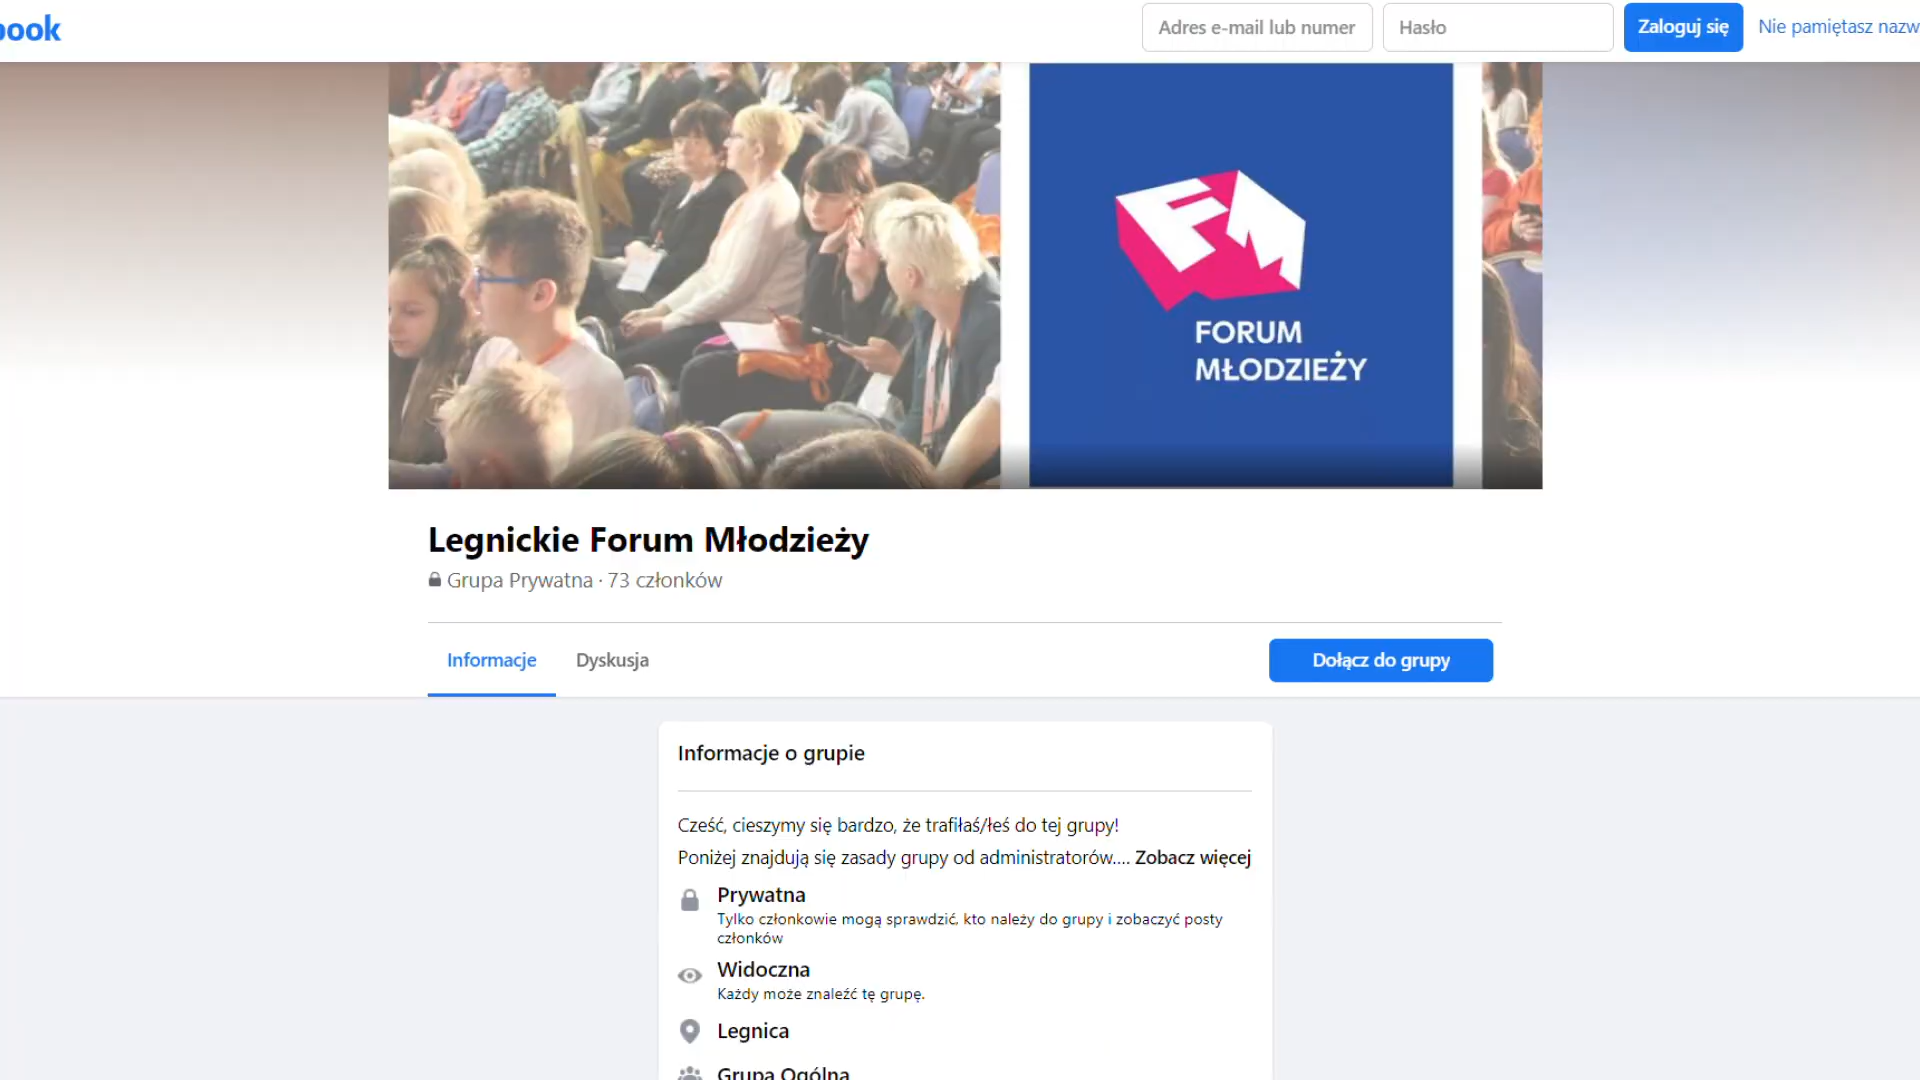 book
Adres e-mail lub numer
Hasło
Zaloguj się
Nie pamiętasz nazw
FM
FORUM
MŁODZIEŻY
Legnickie Forum Młodzieży
Grupa Prywatna · 73 członków
Informacje
Dyskusja
Dołącz do grupy
Informacje o grupie
Cześć, cieszymy się bardzo, że trafiłaś/łeś do tej grupy!
Poniżej znajdują się zasady grupy od administratorów.... Zobacz więcej
Prywatna
Tylko członkowie mogą sprawdzić, kto należy do grupy i zobaczyć posty
członków
Widoczna
Każdy może znaleźć tę grupę.
Legnica
Grupa Ogólna